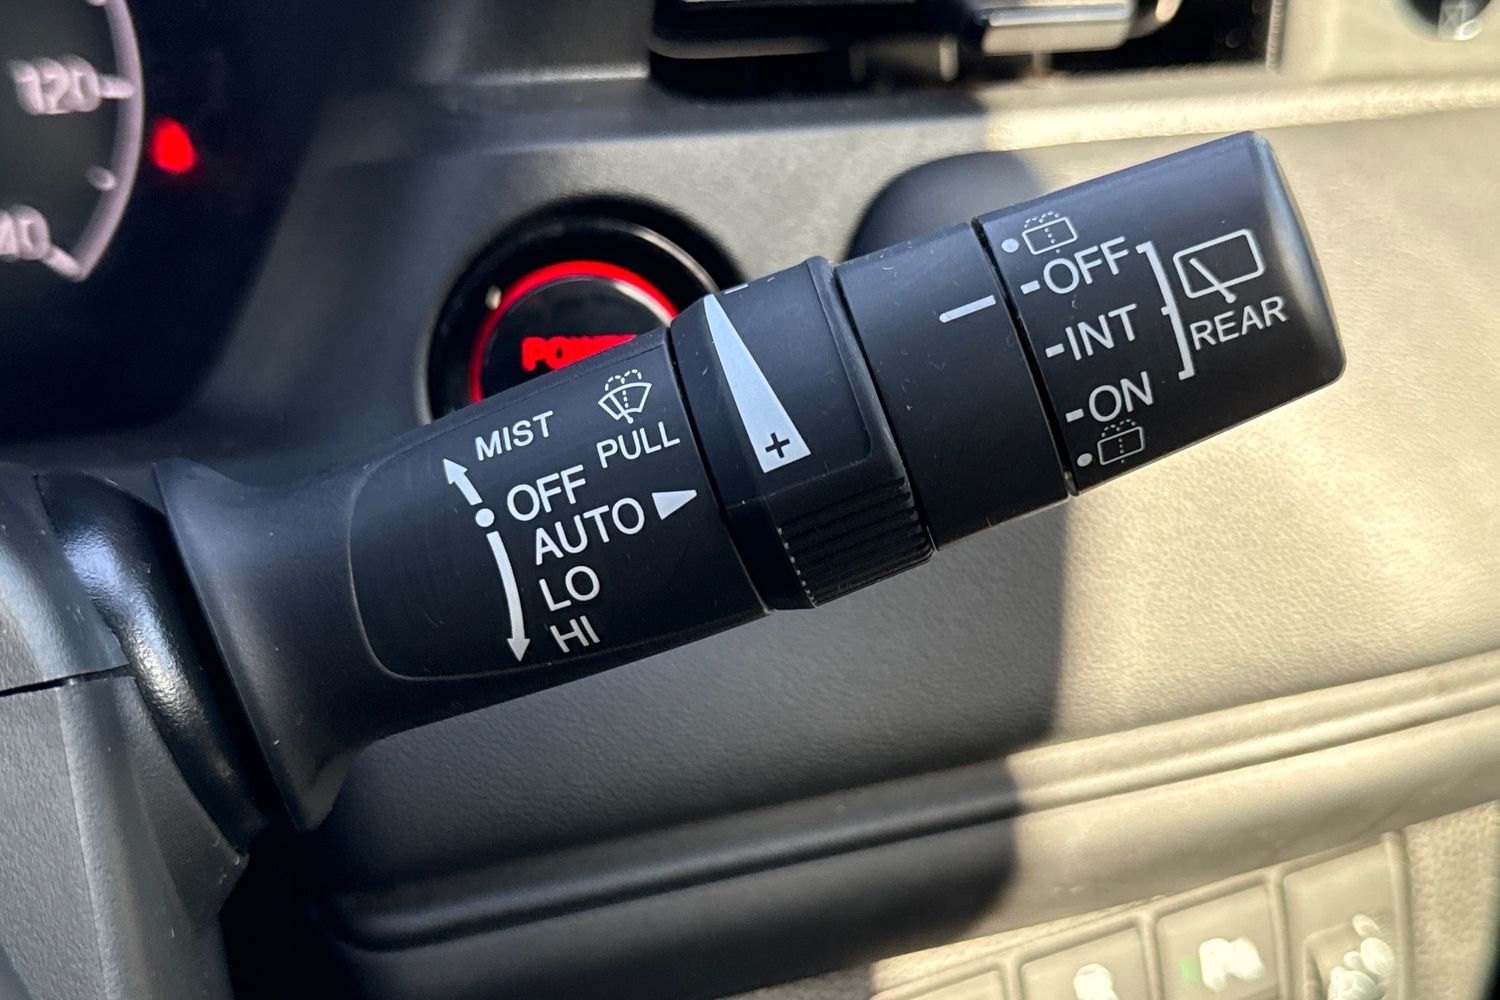 120
40
MIST
PULL
OFF
AUTO
LO
HI
+
OFF
INT
ON
REAR